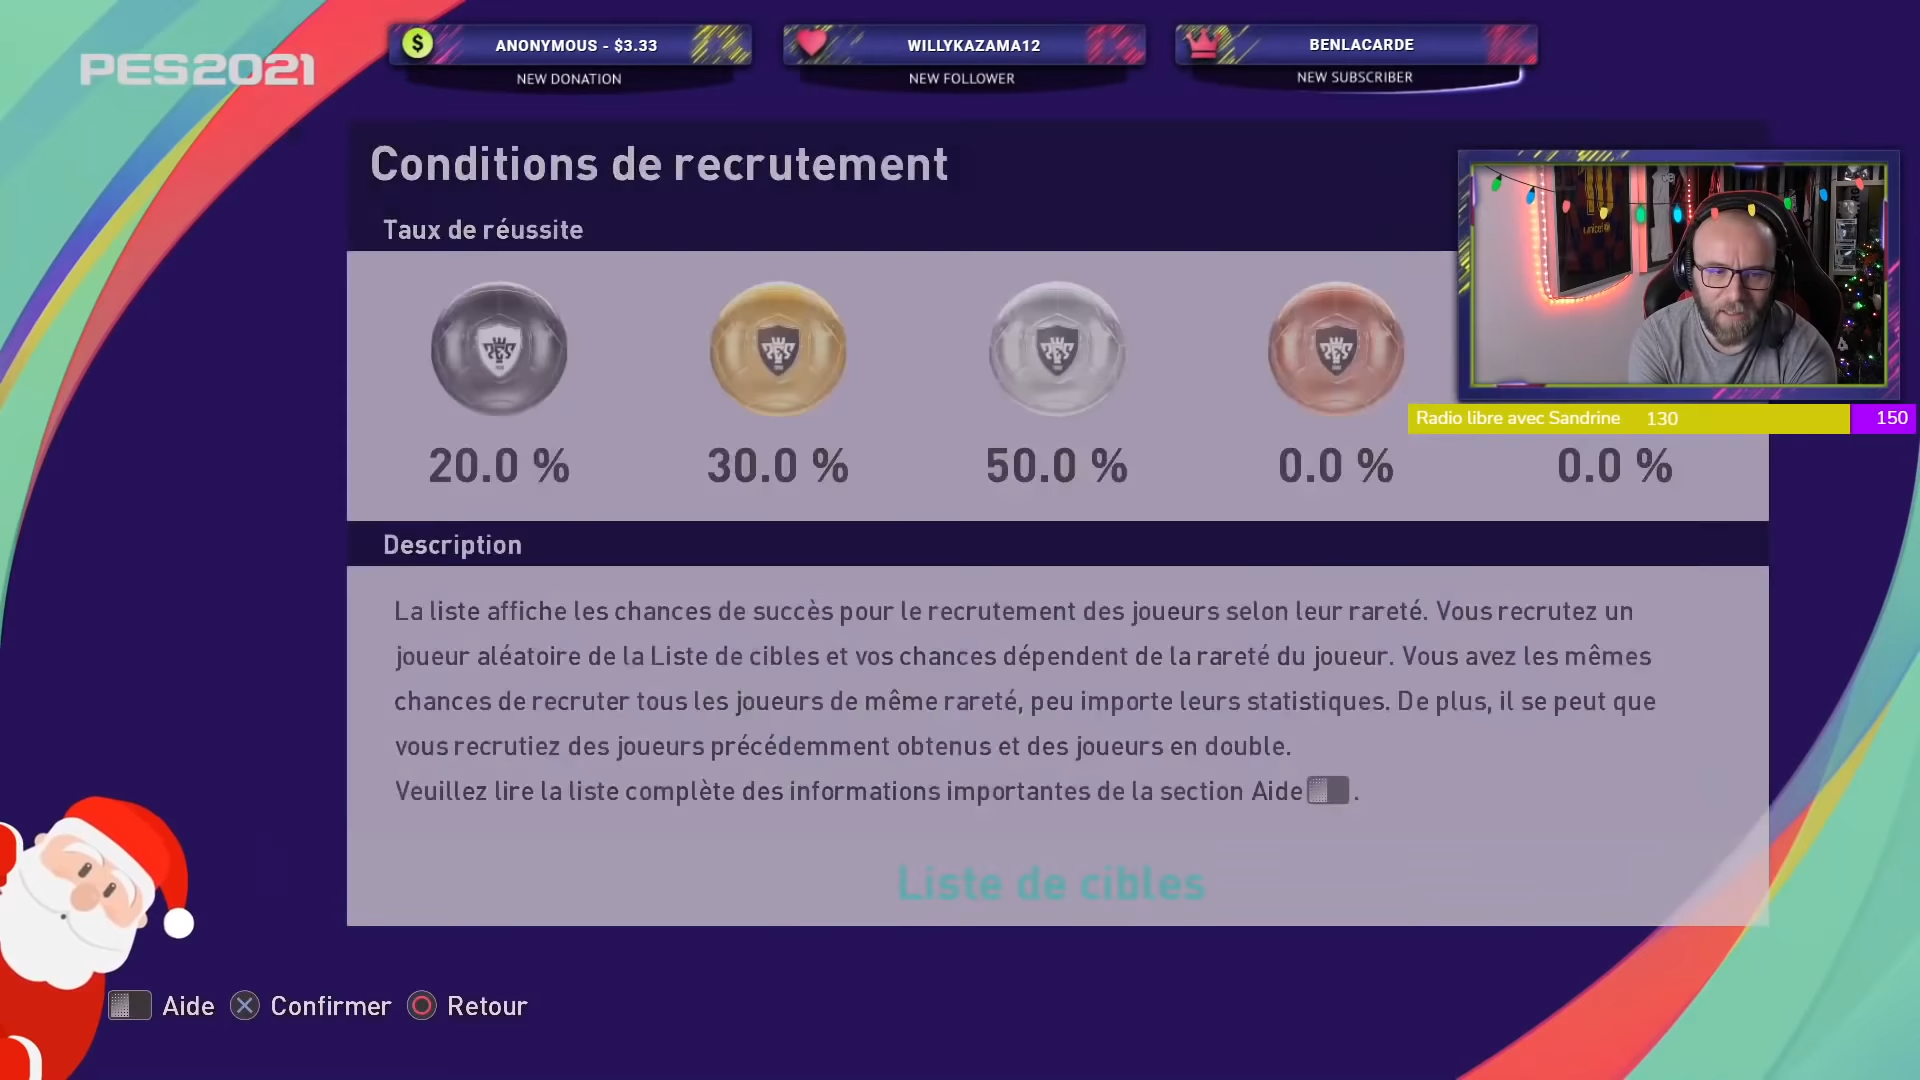 PES2021
ANONYMOUS - $3.33
NEW DONATION
WILLYKAZAMA12
NEW FOLLOWER
BENLACARDE
NEW SUBSCRIBER
Conditions de recrutement
Taux de réussite
unicef
Radio libre avec Sandrine 130 150
20.0 % 30.0 % 50.0 % 0.0 % 0.0 %
Description
La liste affiche les chances de succès pour le recrutement des joueurs selon leur rareté. Vous recrutez un
joueur aléatoire de la Liste de cibles et vos chances dépendent de la rareté du joueur. Vous avez les mêmes
chances de recruter tous les joueurs de même rareté, peu importe leurs statistiques. De plus, il se peut que
vous recrutiez des joueurs précédemment obtenus et des joueurs en double.
Veuillez lire la liste complète des informations importantes de la section Aide .
Liste de cibles
Aide Confirmer Retour